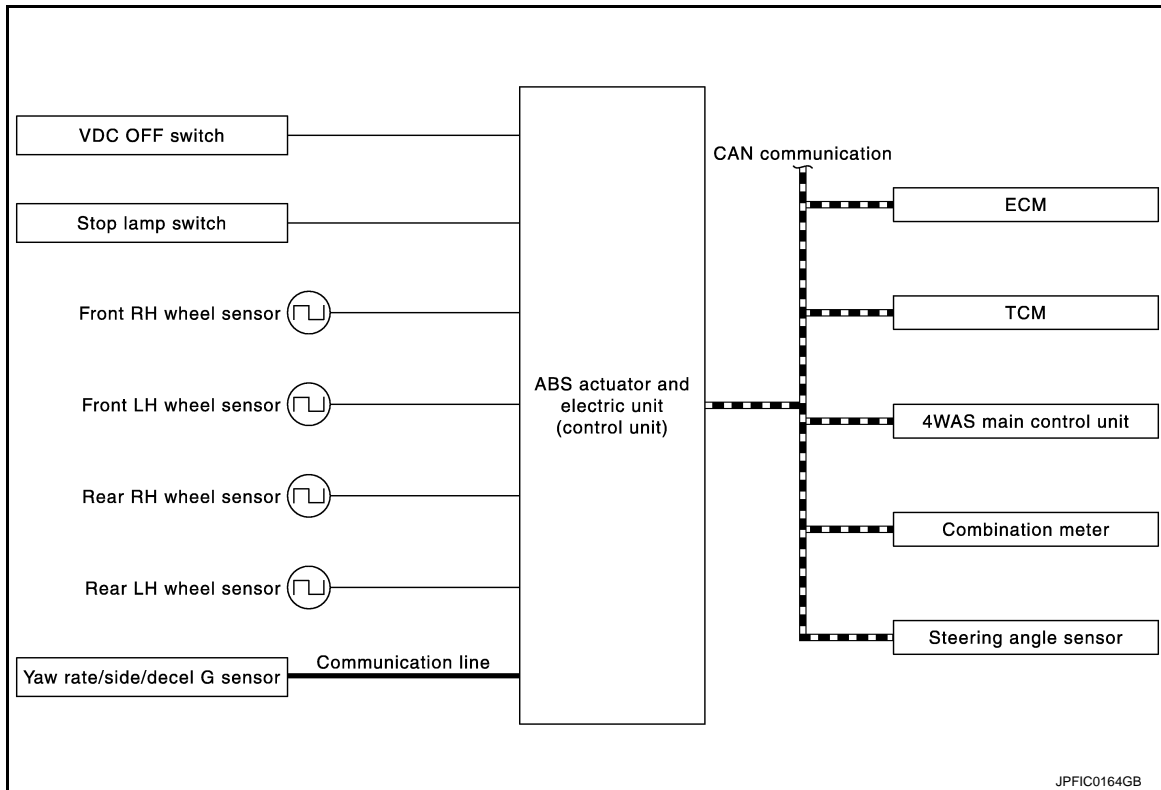 VDC OFF switch
Stop lamp switch
Front RH wheel sensor
Front LH wheel sensor
Rear RH wheel sensor
Rear LH wheel sensor
Yaw rate/side/decel G sensor
Communication line
ABS actuator and
electric unit
(control unit)
CAN communication
ECM
TCM
4WAS main control unit
Combination meter
Steering angle sensor
JPFIC0164GB